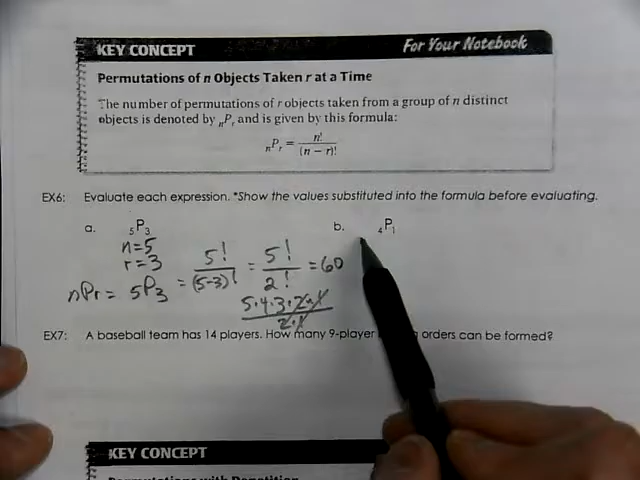 KEY CONCEPT For Your Notebook
Permutations of n Objects Taken r at a Time
The number of permutations of r objects taken from a group of n distinct
objects is denoted by nPr and is given by this formula:
nPr = n!/(n − r)!
EX6: Evaluate each expression. *Show the values substituted into the formula before evaluating.
a. 5P3 b. 4P1
n=5
r=3
nPr = 5P3 = 5!/(5-3)! = 5!/2! = 60
5·4·3·2·1/2·1
EX7: A baseball team has 14 players. How many 9-player orders can be formed?
KEY CONCEPT